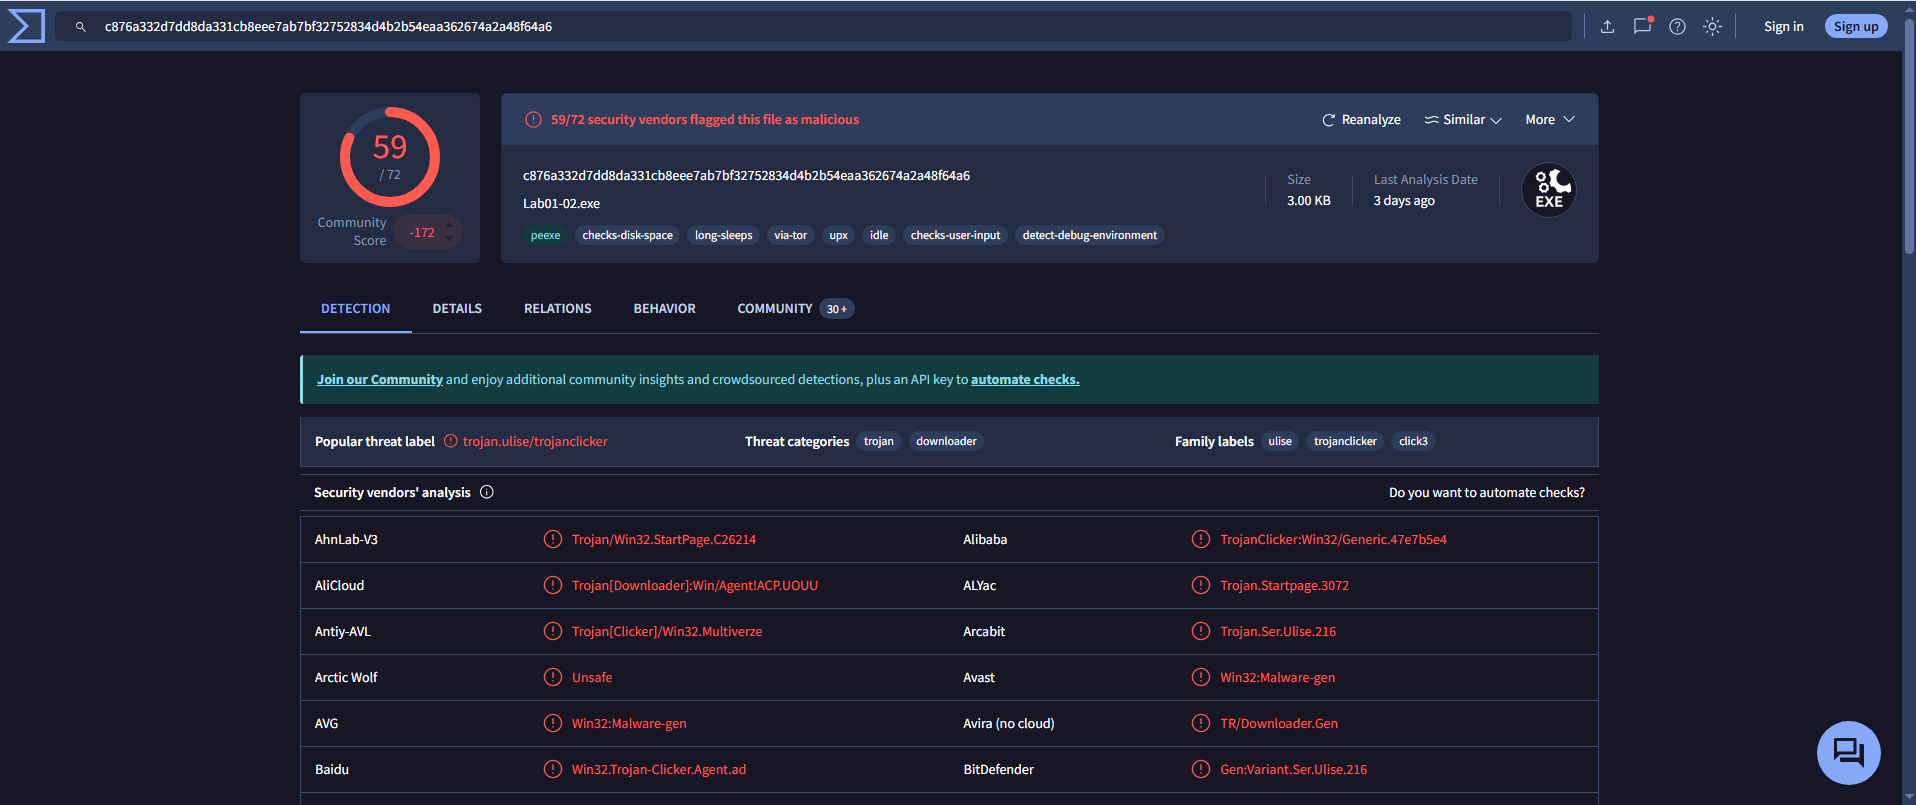 c876a332d7dd8da331cb8eee7ab7bf32752834d4b2b54eaa362674a2a48f64a6
Sign in
Sign up
59
/ 72
Community
Score
-172
59/72 security vendors flagged this file as malicious
Reanalyze
Similar
More
c876a332d7dd8da331cb8eee7ab7bf32752834d4b2b54eaa362674a2a48f64a6
Lab01-02.exe
peexe checks-disk-space long-sleeps via-tor upx idle checks-user-input detect-debug-environment
Size
3.00 KB
Last Analysis Date
3 days ago
EXE
DETECTION DETAILS RELATIONS BEHAVIOR COMMUNITY 30+
Join our Community and enjoy additional community insights and crowdsourced detections, plus an API key to automate checks.
Popular threat label trojan.ulise/trojanclicker Threat categories trojan downloader Family labels ulise trojanclicker click3
Security vendors' analysis Do you want to automate checks?
AhnLab-V3 Trojan/Win32.StartPage.C26214 Alibaba TrojanClicker:Win32/Generic.47e7b5e4
AliCloud Trojan[Downloader]:Win/Agent!ACP.UOUU ALYac Trojan.Startpage.3072
Antiy-AVL Trojan[Clicker]/Win32.Multiverze Arcabit Trojan.Ser.Ulise.216
Arctic Wolf Unsafe Avast Win32:Malware-gen
AVG Win32:Malware-gen Avira (no cloud) TR/Downloader.Gen
Baidu Win32.Trojan-Clicker.Agent.ad BitDefender Gen:Variant.Ser.Ulise.216